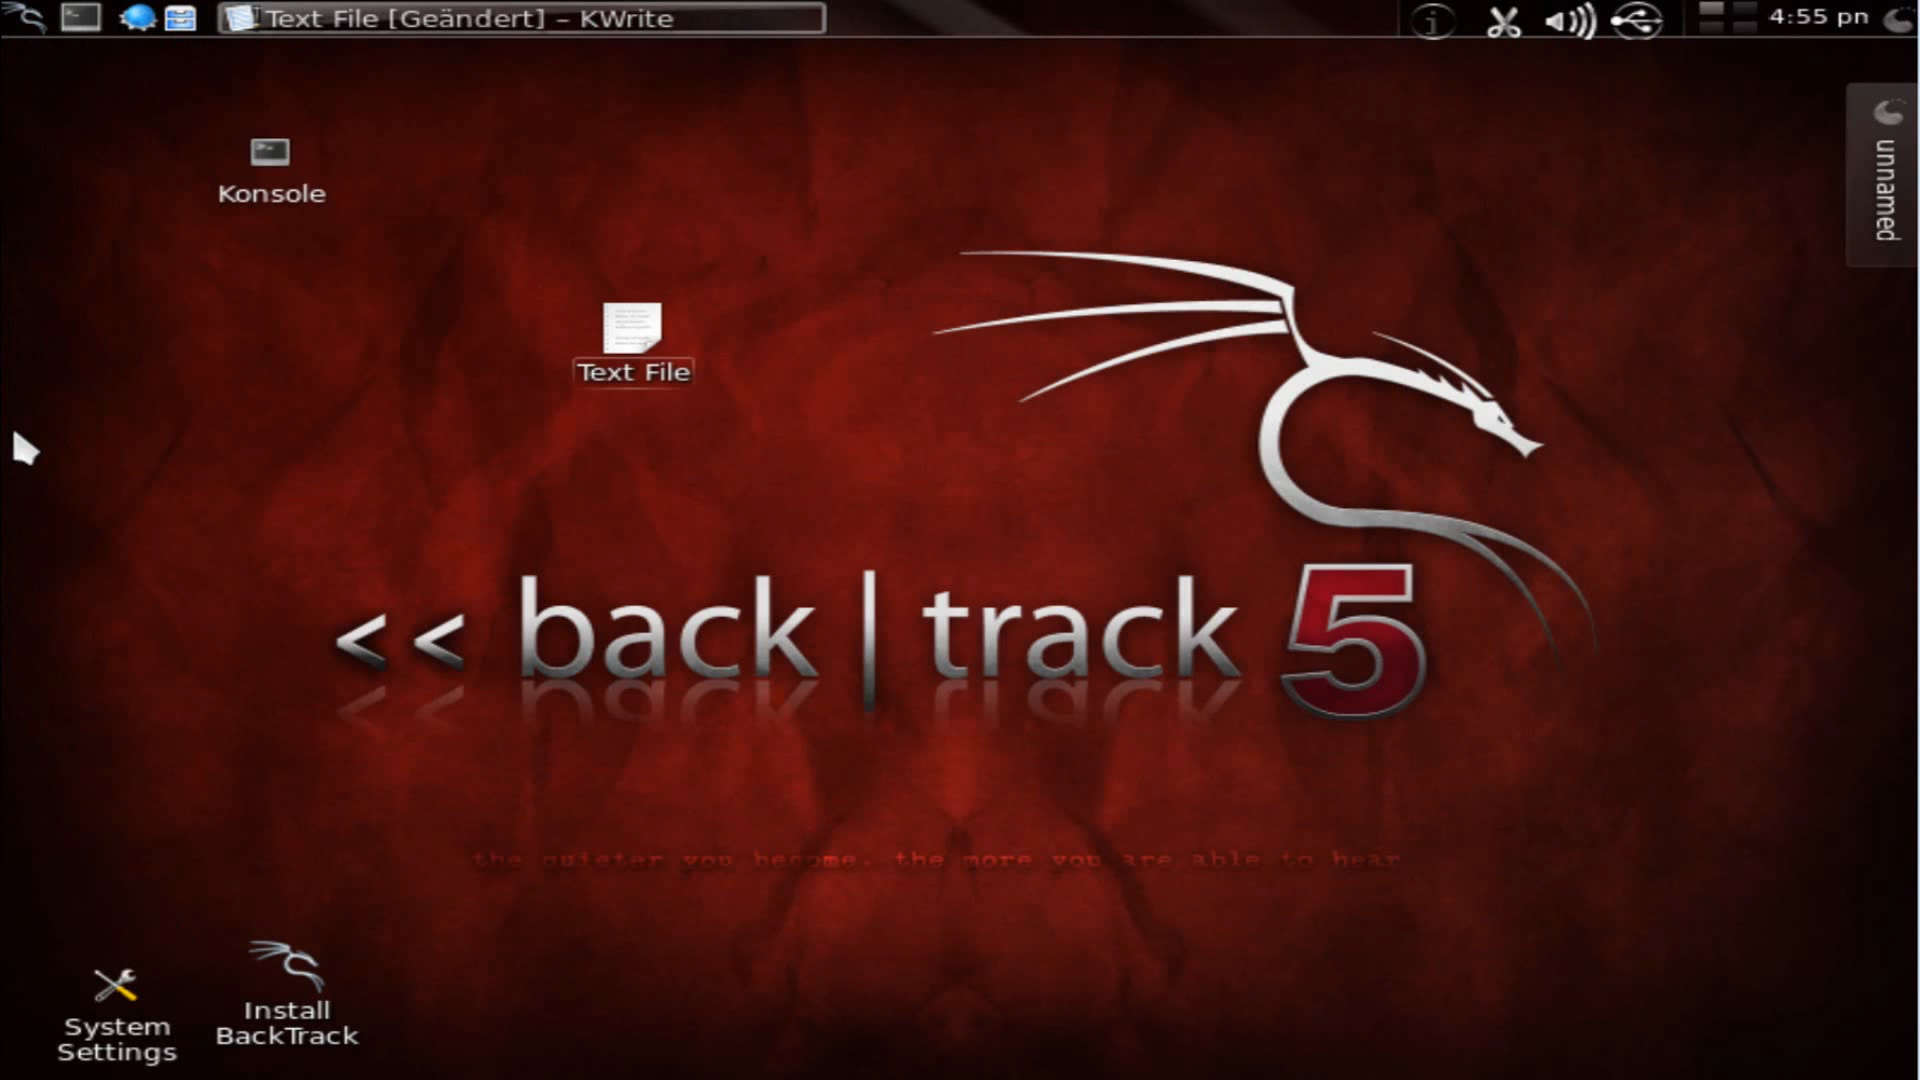 Text File [Geändert] – KWrite
4:55 pn
unnamed
Konsole
Text File
<< back | track 5
the quieter you become, the more you are able to hear
System
Settings
Install
BackTrack